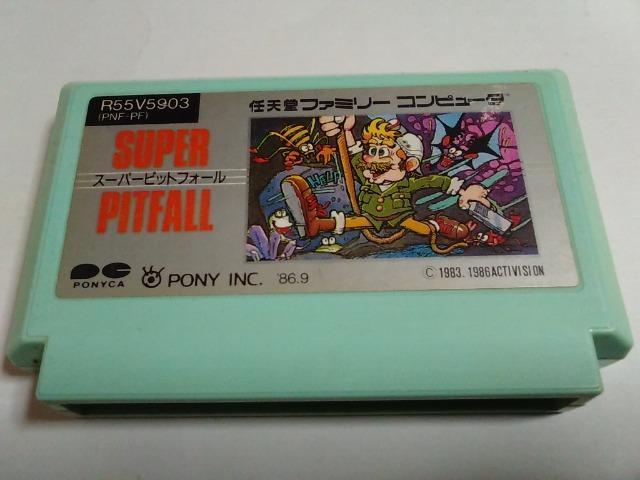 R55V5903
(PNF-PF)
任天堂ファミリー コンピュータ
SUPER
スーパーピットフォール
PITFALL
HELP!
PONYCA
PONY INC. '86.9
© 1983. 1986 ACTIVISION